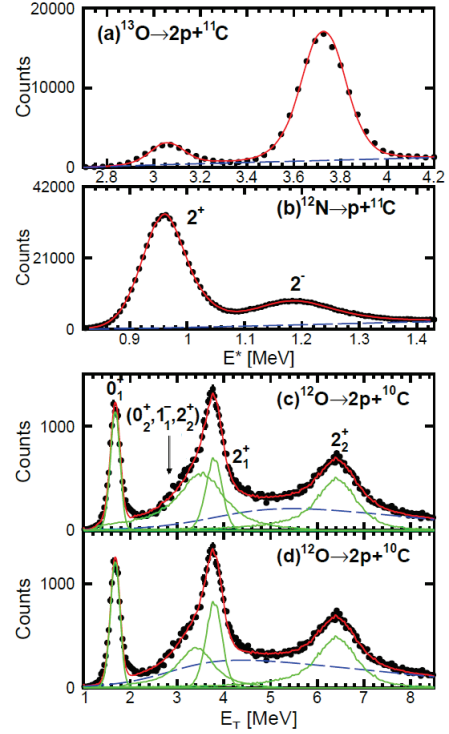 20000
(a)¹³O→2p+¹¹C
Counts
10000
0
2.8 3 3.2 3.4 3.6 3.8 4 4.2
42000
(b)¹²N→p+¹¹C
2⁺
Counts
21000
2⁻
0
0.9 1 1.1 1.2 1.3 1.4
E* [MeV]
0₁⁺
(c)¹²O→2p+¹⁰C
(0₂⁺,1₁⁻,2₂⁺)
1000
Counts
2₁⁺
2₂⁺
0
(d)¹²O→2p+¹⁰C
1000
Counts
0
1 2 3 4 5 6 7 8
E_T [MeV]